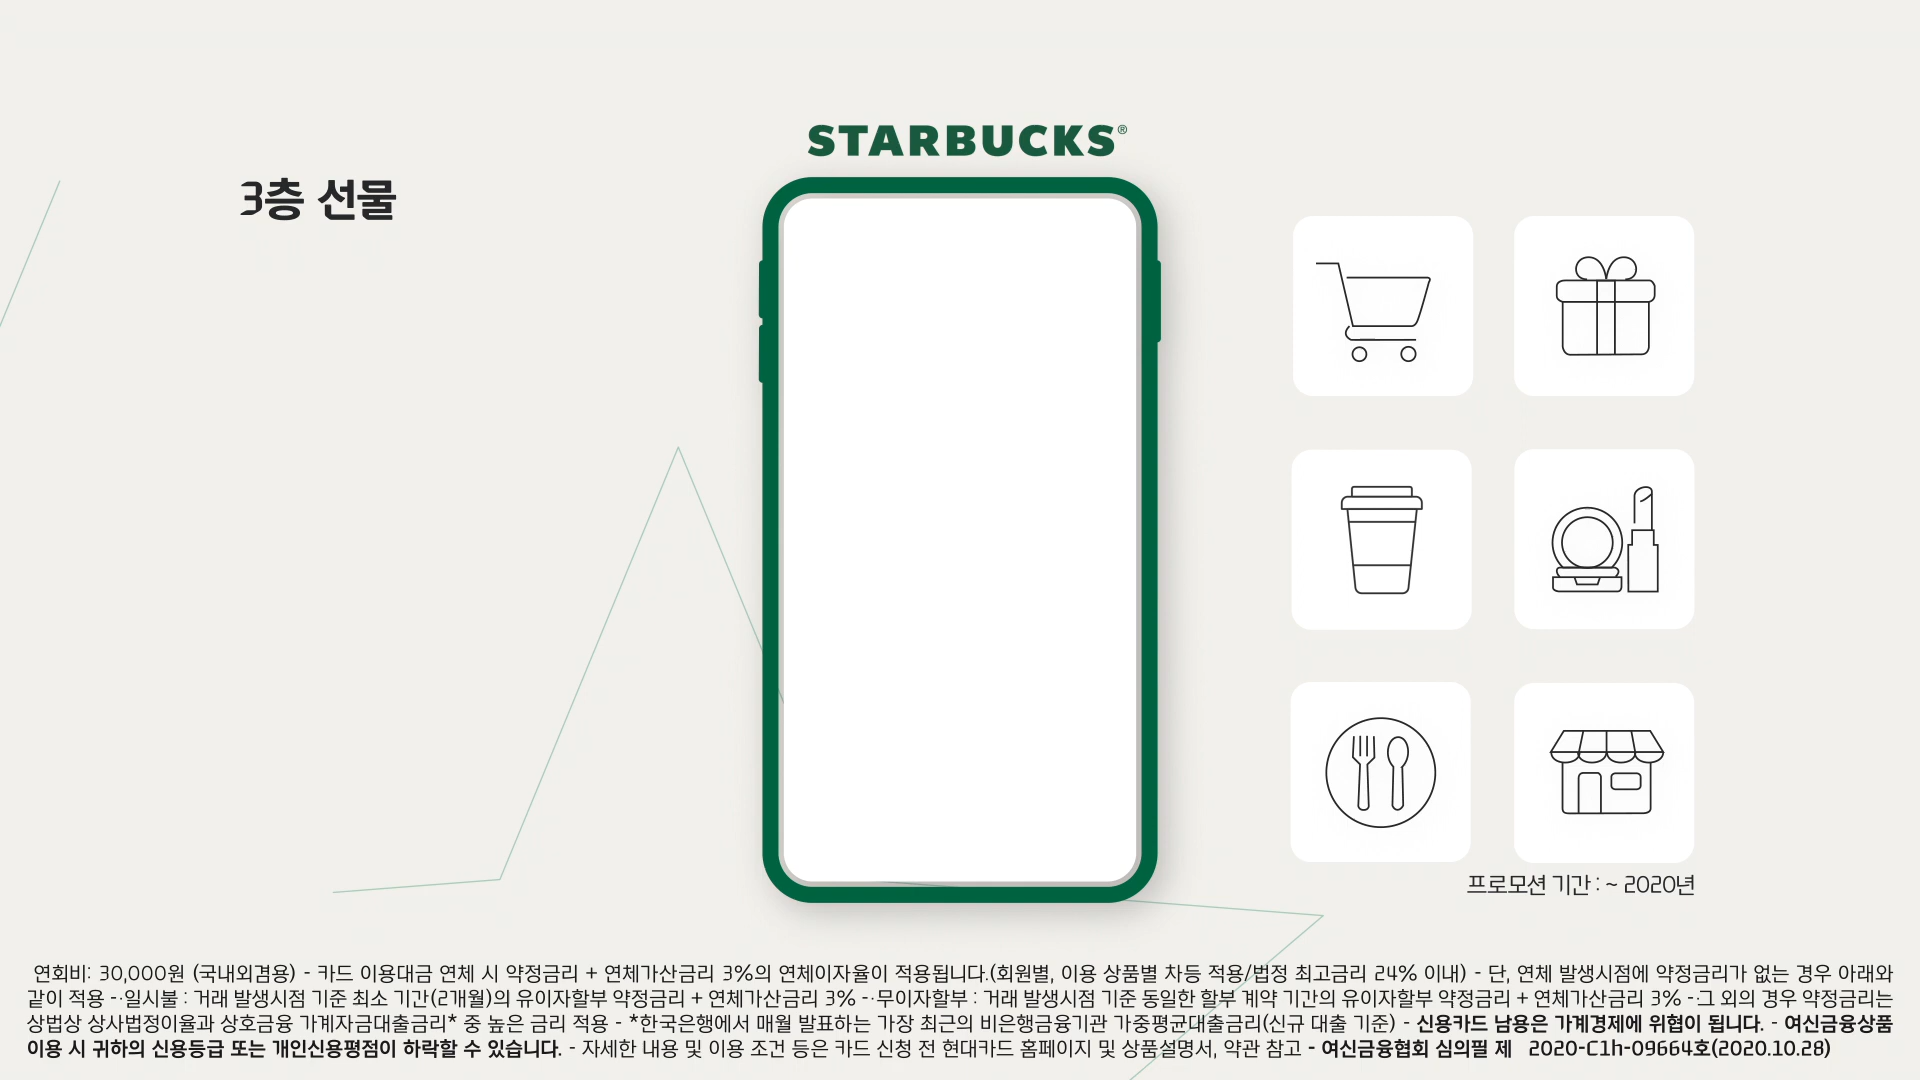 STARBUCKS®
3층 선물
프로모션 기간 : ~ 2020년
연회비: 30,000원 (국내외겸용) - 카드 이용대금 연체 시 약정금리 + 연체가산금리 3%의 연체이자율이 적용됩니다.(회원별, 이용 상품별 차등 적용/법정 최고금리 24% 이내) - 단, 연체 발생시점에 약정금리가 없는 경우 아래와
같이 적용 -·일시불 : 거래 발생시점 기준 최소 기간(2개월)의 유이자할부 약정금리 + 연체가산금리 3% -·무이자할부 : 거래 발생시점 기준 동일한 할부 계약 기간의 유이자할부 약정금리 + 연체가산금리 3% -·그 외의 경우 약정금리는
상법상 상사법정이율과 상호금융 가계자금대출금리* 중 높은 금리 적용 - *한국은행에서 매월 발표하는 가장 최근의 비은행금융기관 가중평균대출금리(신규 대출 기준) - 신용카드 남용은 가계경제에 위협이 됩니다. - 여신금융상품
이용 시 귀하의 신용등급 또는 개인신용평점이 하락할 수 있습니다. - 자세한 내용 및 이용 조건 등은 카드 신청 전 현대카드 홈페이지 및 상품설명서, 약관 참고 - 여신금융협회 심의필 제 2020-C1h-09664호(2020.10.28)